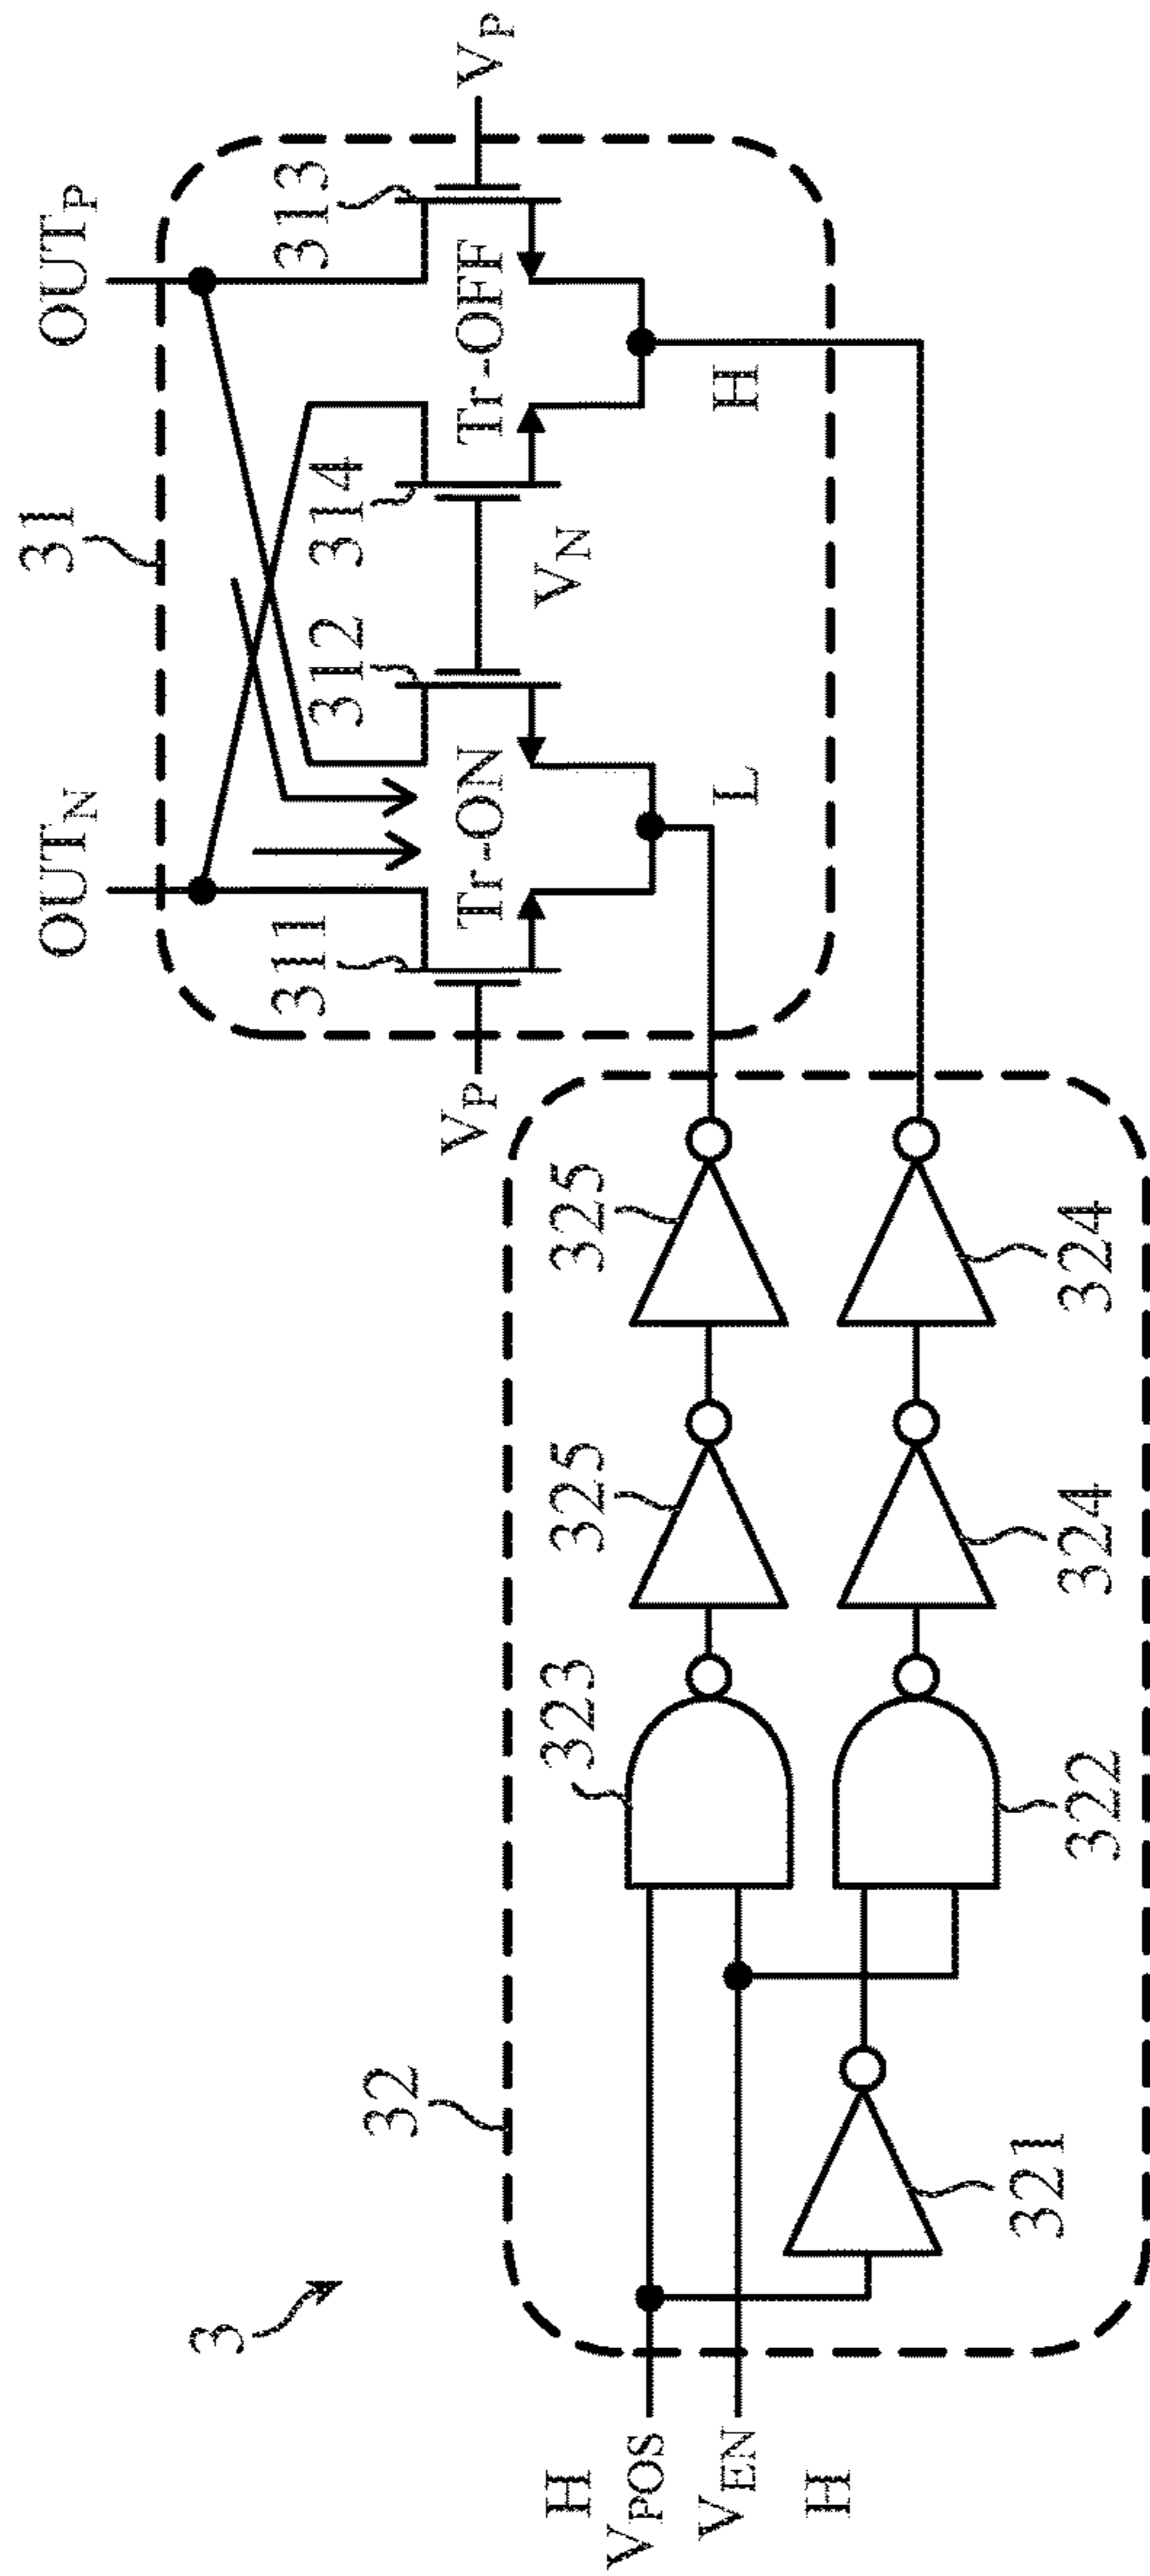 3
31
OUT_N
OUT_P
311
312
314
313
V_P
Tr-ON
V_N
Tr-OFF
V_P
L
H
32
323
325
325
H
V_POS
V_EN
H
321
322
324
324